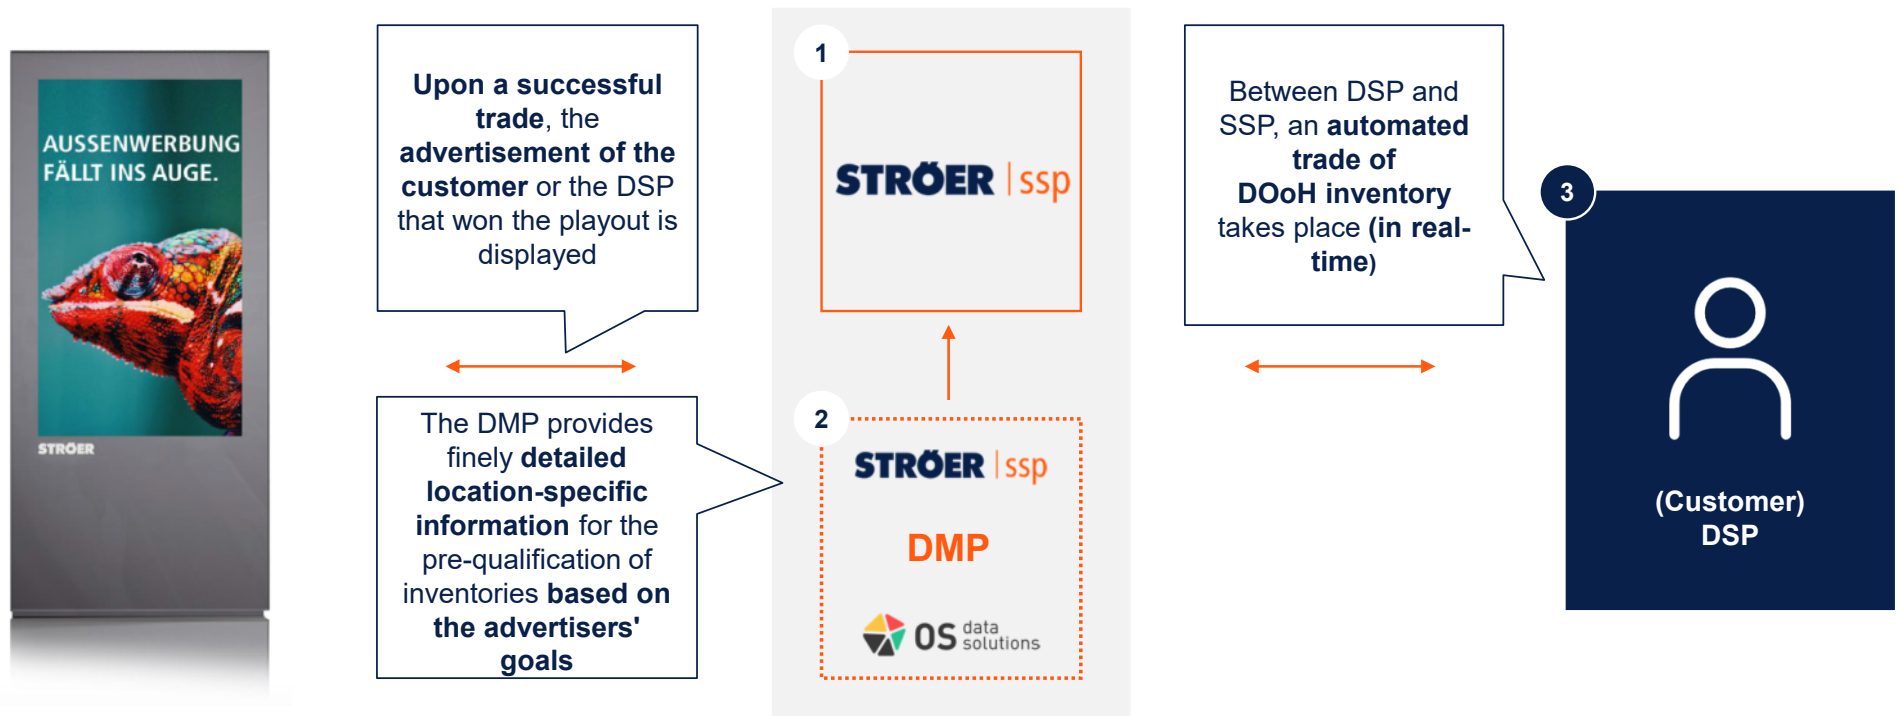 AUSSENWERBUNG
FÄLLT INS AUGE.
STRÖER
Upon a successful
trade, the
advertisement of the
customer or the DSP
that won the playout is
displayed
The DMP provides
finely detailed
location-specific
information for the
pre-qualification of
inventories based on
the advertisers'
goals
1
STRÖER | ssp
2
STRÖER | ssp
DMP
OS data
solutions
Between DSP and
SSP, an automated
trade of
DOoH inventory
takes place (in real-
time)
3
(Customer)
DSP